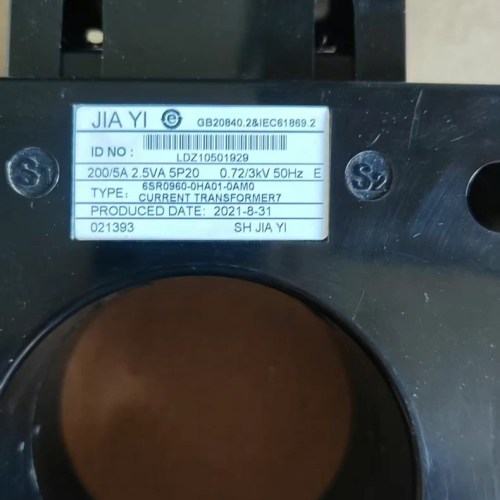 JIA YI GB20840.2&IEC61869.2
ID NO :
LDZ10501929
200/5A 2.5VA 5P20 0.72/3kV 50Hz E
TYPE: 6SR0960-0HA01-0AM0
CURRENT TRANSFORMER7
PRODUCED DATE: 2021-8-31
021393 SH JIA YI
S1
S2